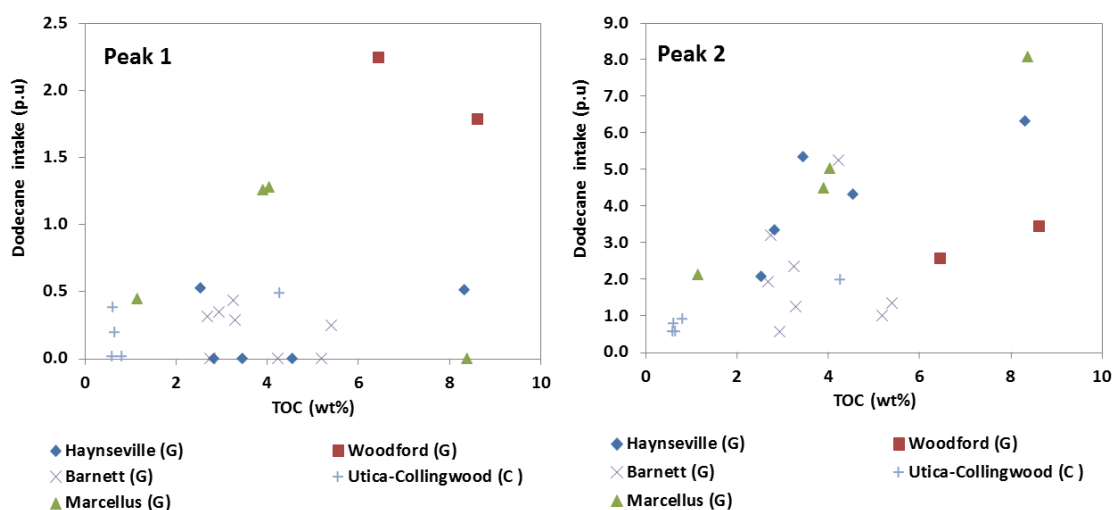 Peak 1
Dodecane intake (p.u)
2.5
2.0
1.5
1.0
0.5
0.0
0 2 4 6 8 10
TOC (wt%)
Haynseville (G) Woodford (G)
Barnett (G) Utica-Collingwood (C )
Marcellus (G)
Peak 2
Dodecane intake (p.u)
9.0
8.0
7.0
6.0
5.0
4.0
3.0
2.0
1.0
0.0
0 2 4 6 8 10
TOC (wt%)
Haynseville (G) Woodford (G)
Barnett (G) Utica-Collingwood (C )
Marcellus (G)